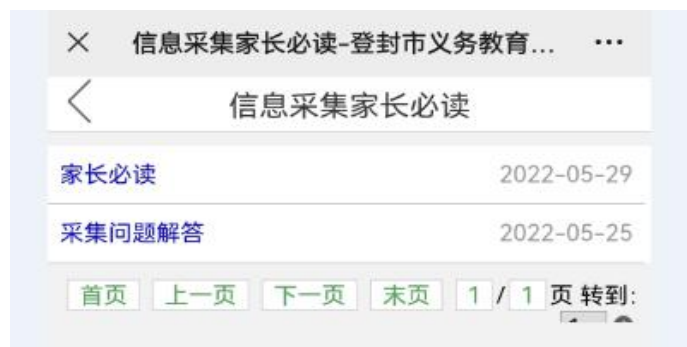 × 信息采集家长必读-登封市义务教育... ...
信息采集家长必读
家长必读 2022-05-29
采集问题解答 2022-05-25
首页 上一页 下一页 末页 1 / 1 页 转到: